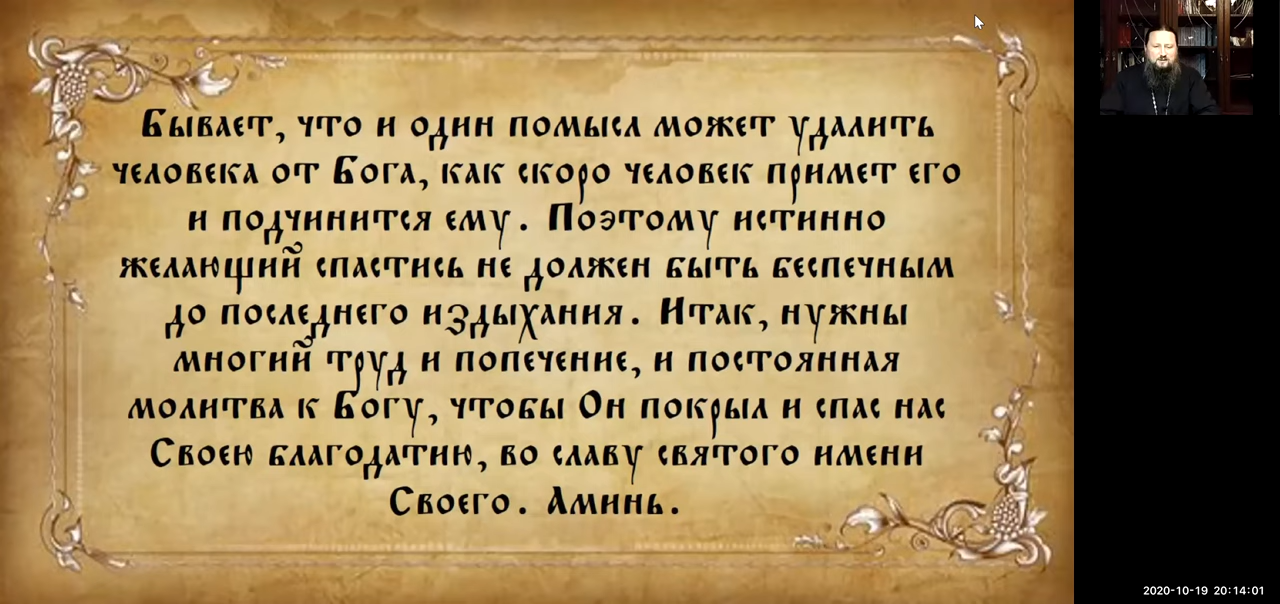 Бывает, что и один помысл может удалить
человека от Бога, как скоро человек примет его
и подчинится ему. Поэтому истинно
желающий спастись не должен быть беспечным
до последнего издыхания. Итак, нужны
многий труд и попечение, и постоянная
молитва к Богу, чтобы Он покрыл и спас нас
Своею благодатию, во славу святого имени
Своего. Аминь.
2020-10-19 20:14:01